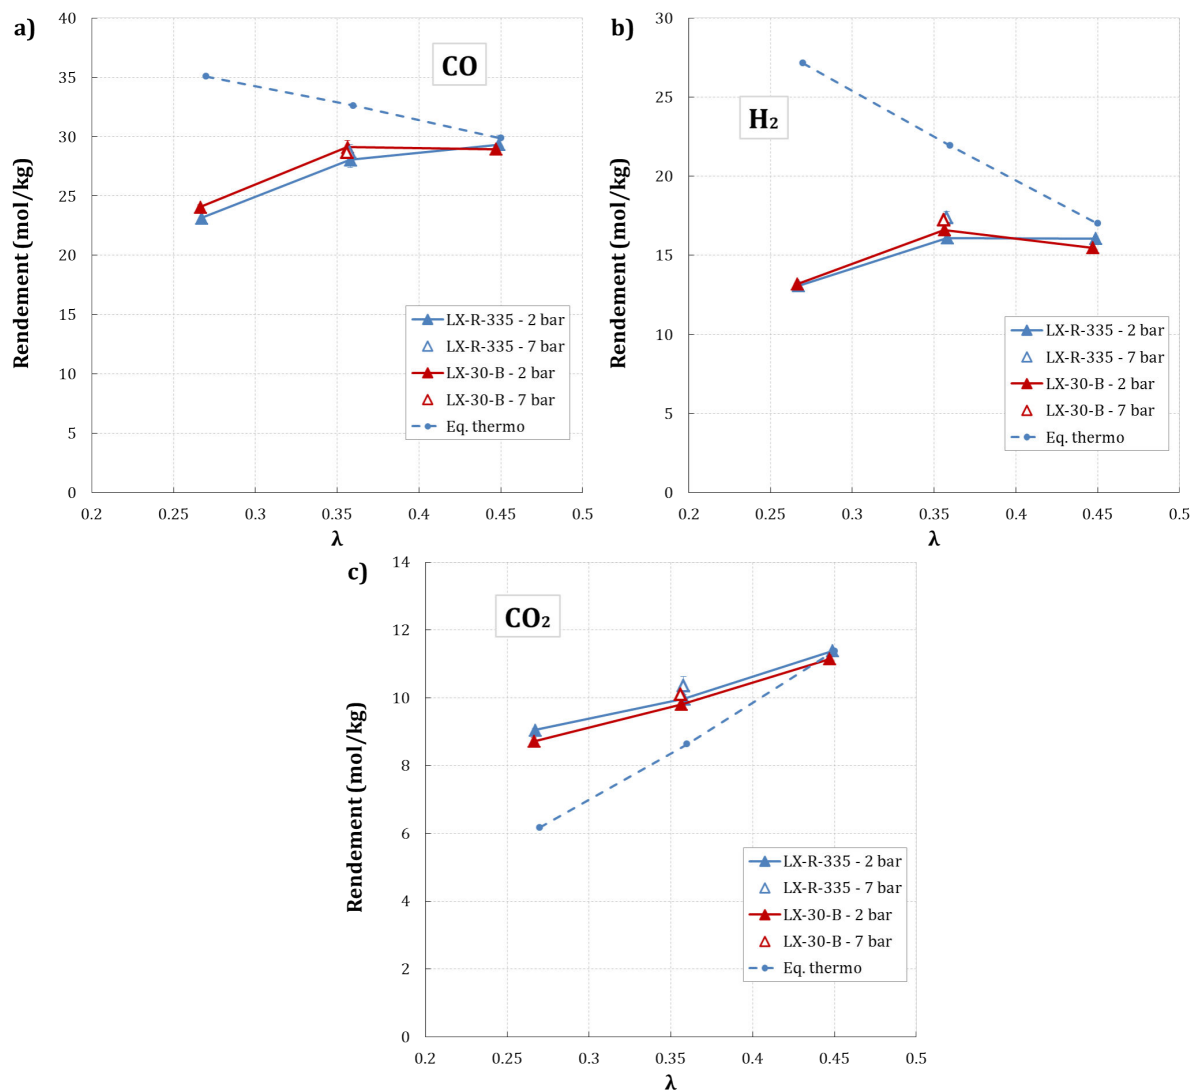 a)
CO
Rendement (mol/kg)
40
35
30
25
20
15
10
5
0
0.2
0.25
0.3
0.35
0.4
0.45
0.5
λ
LX-R-335 - 2 bar
LX-R-335 - 7 bar
LX-30-B - 2 bar
LX-30-B - 7 bar
Eq. thermo
b)
H₂
Rendement (mol/kg)
30
25
20
15
10
5
0
0.2
0.25
0.3
0.35
0.4
0.45
0.5
λ
LX-R-335 - 2 bar
LX-R-335 - 7 bar
LX-30-B - 2 bar
LX-30-B - 7 bar
Eq. thermo
c)
CO₂
Rendement (mol/kg)
14
12
10
8
6
4
2
0
0.2
0.25
0.3
0.35
0.4
0.45
0.5
λ
LX-R-335 - 2 bar
LX-R-335 - 7 bar
LX-30-B - 2 bar
LX-30-B - 7 bar
Eq. thermo